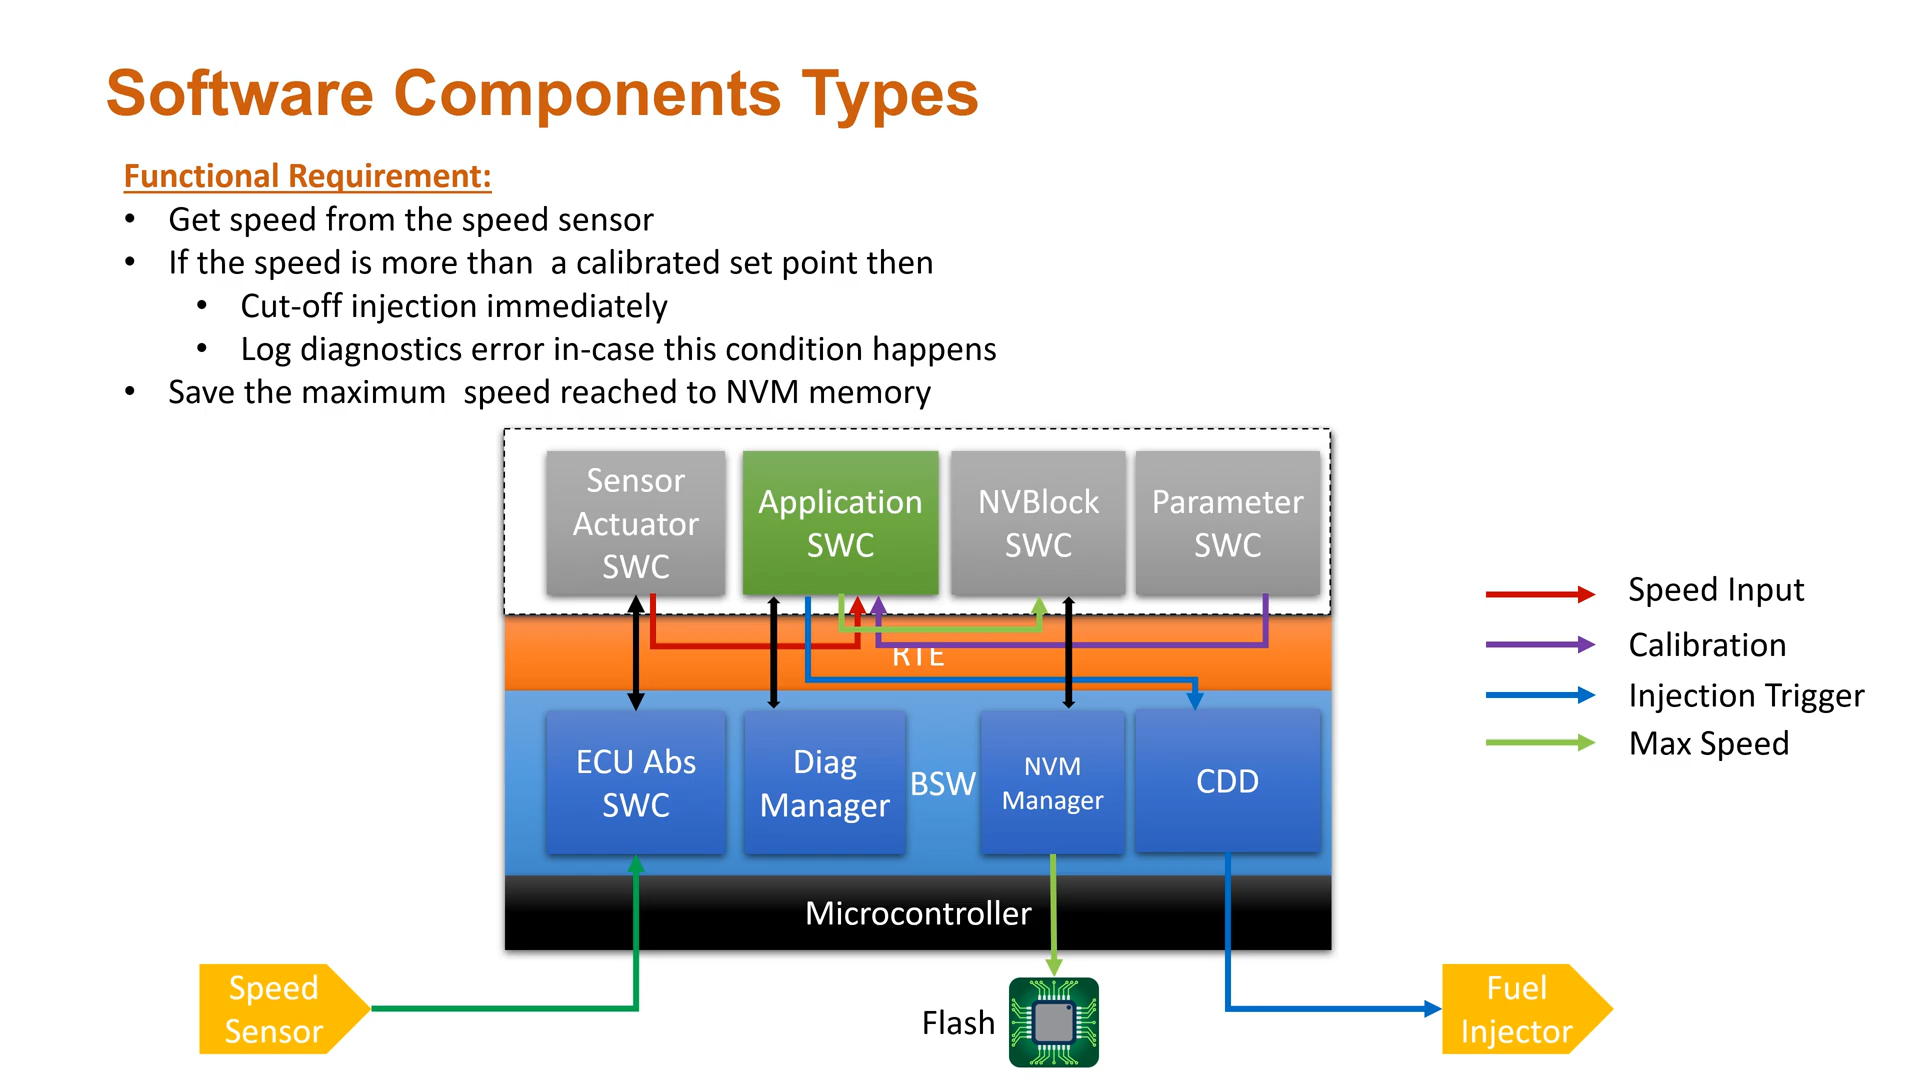 Software Components Types
Functional Requirement:
• Get speed from the speed sensor
• If the speed is more than  a calibrated set point then
• Cut-off injection immediately
• Log diagnostics error in-case this condition happens
• Save the maximum  speed reached to NVM memory
Sensor
Actuator
SWC
Application
SWC
NVBlock
SWC
Parameter
SWC
RTE
ECU Abs
SWC
Diag
Manager
BSW
NVM
Manager
CDD
Microcontroller
Speed Input
Calibration
Injection Trigger
Max Speed
Speed
Sensor
Flash
Fuel
Injector